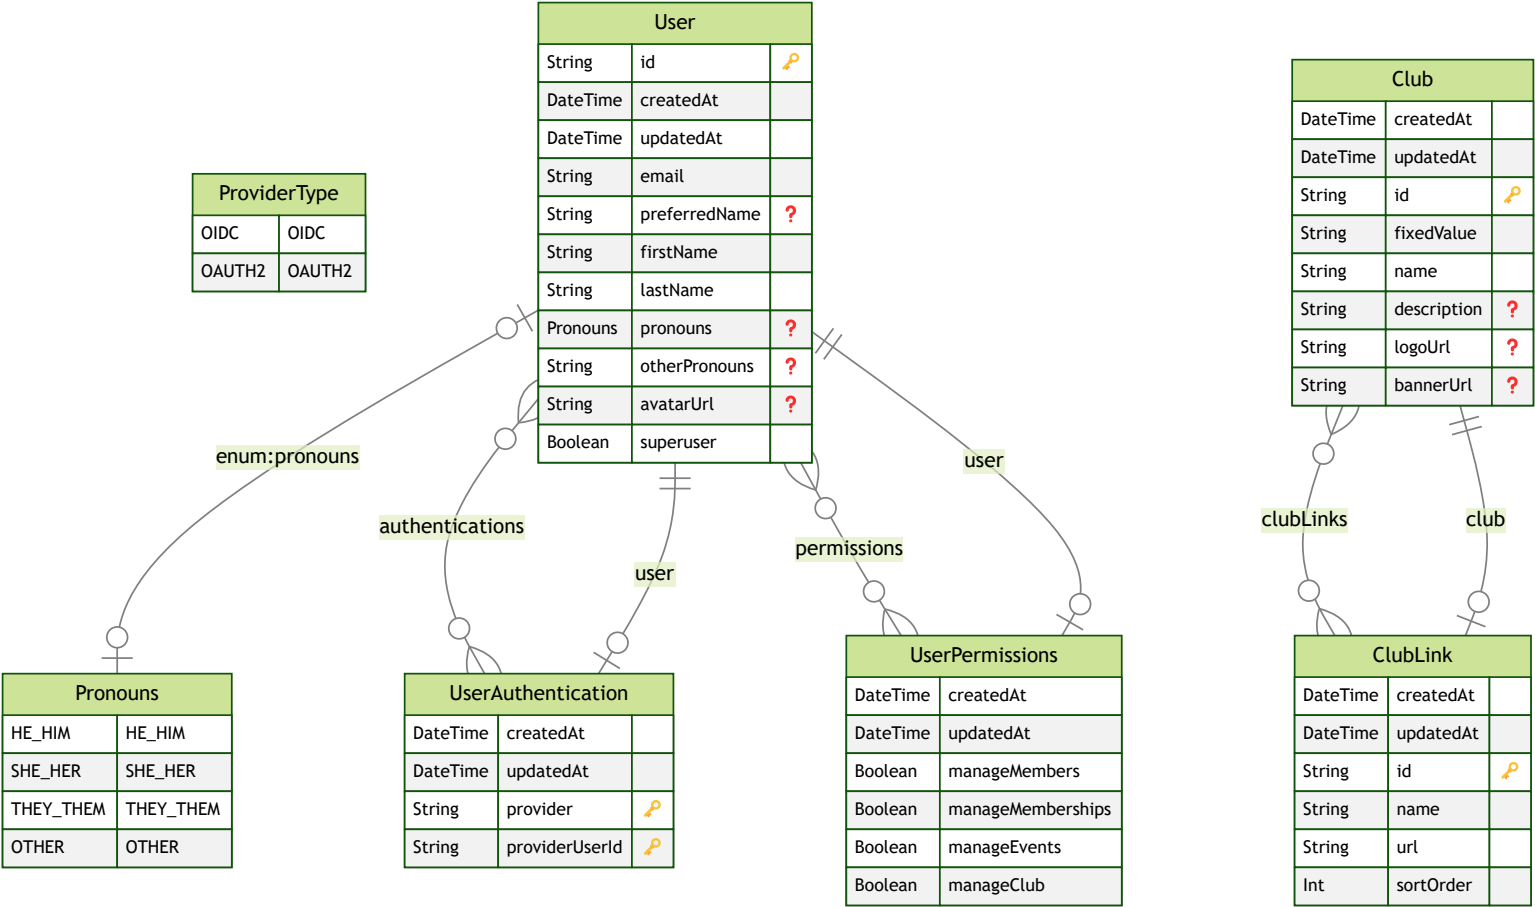 User
String id 🔑
DateTime createdAt
DateTime updatedAt
String email
String preferredName ❓
String firstName
String lastName
Pronouns pronouns ❓
String otherPronouns ❓
String avatarUrl ❓
Boolean superuser
Club
DateTime createdAt
DateTime updatedAt
String id 🔑
String fixedValue
String name
String description ❓
String logoUrl ❓
String bannerUrl ❓
ProviderType
OIDC OIDC
OAUTH2 OAUTH2
enum:pronouns
authentications
user
permissions
user
clubLinks
club
Pronouns
HE_HIM HE_HIM
SHE_HER SHE_HER
THEY_THEM THEY_THEM
OTHER OTHER
UserAuthentication
DateTime createdAt
DateTime updatedAt
String provider 🔑
String providerUserId 🔑
UserPermissions
DateTime createdAt
DateTime updatedAt
Boolean manageMembers
Boolean manageMemberships
Boolean manageEvents
Boolean manageClub
ClubLink
DateTime createdAt
DateTime updatedAt
String id 🔑
String name
String url
Int sortOrder